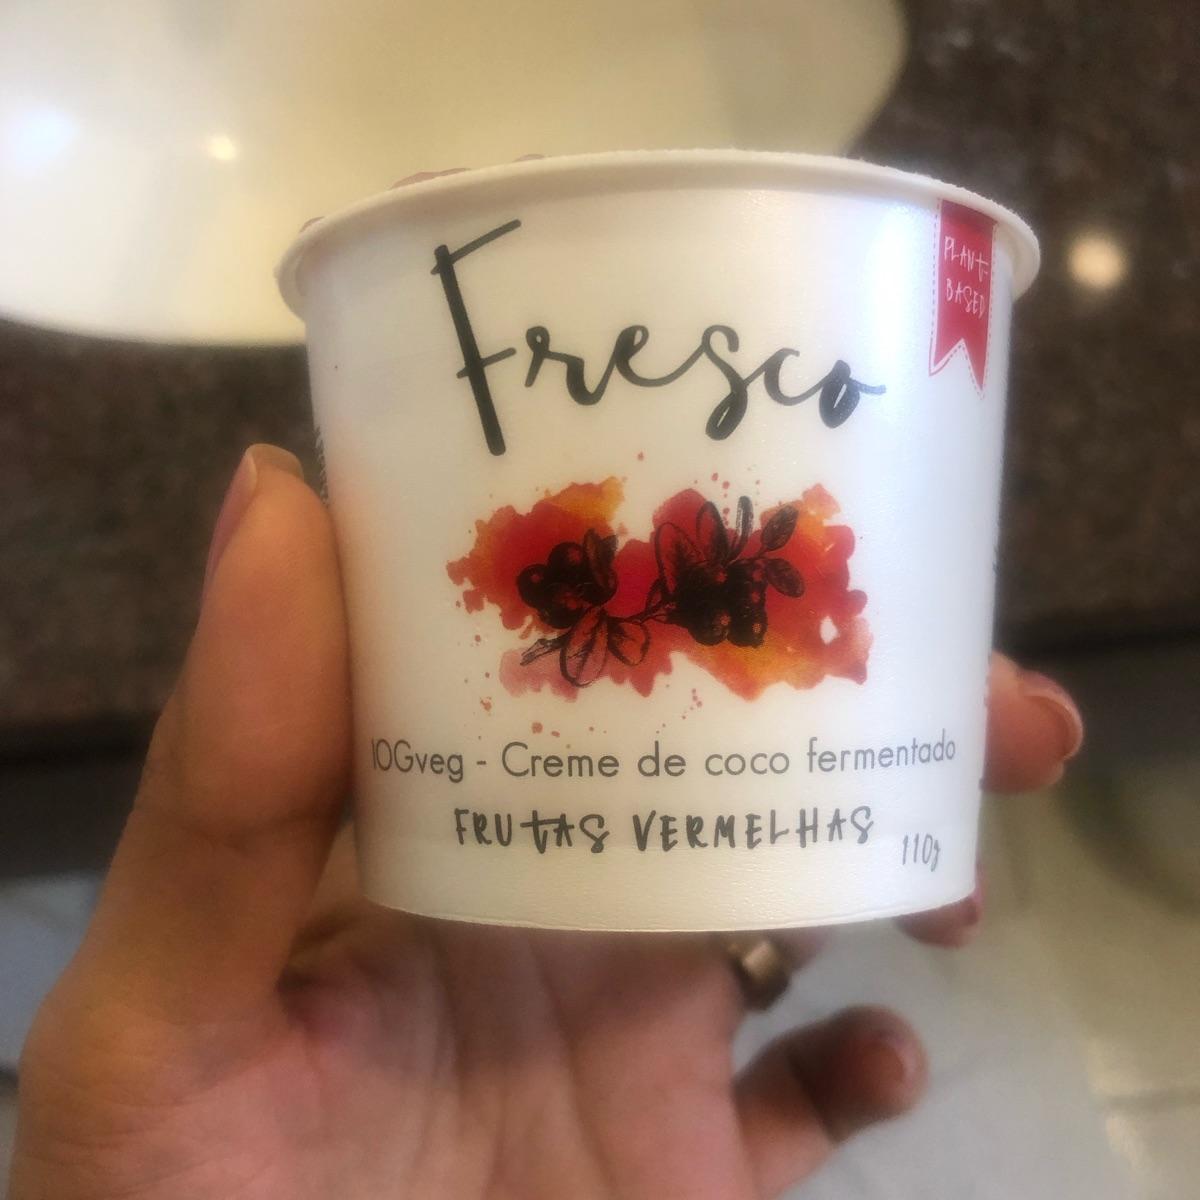 Fresco
PLANT-
BASED
IOGveg - Creme de coco fermentado
FRUTAS VERMELHAS
110g